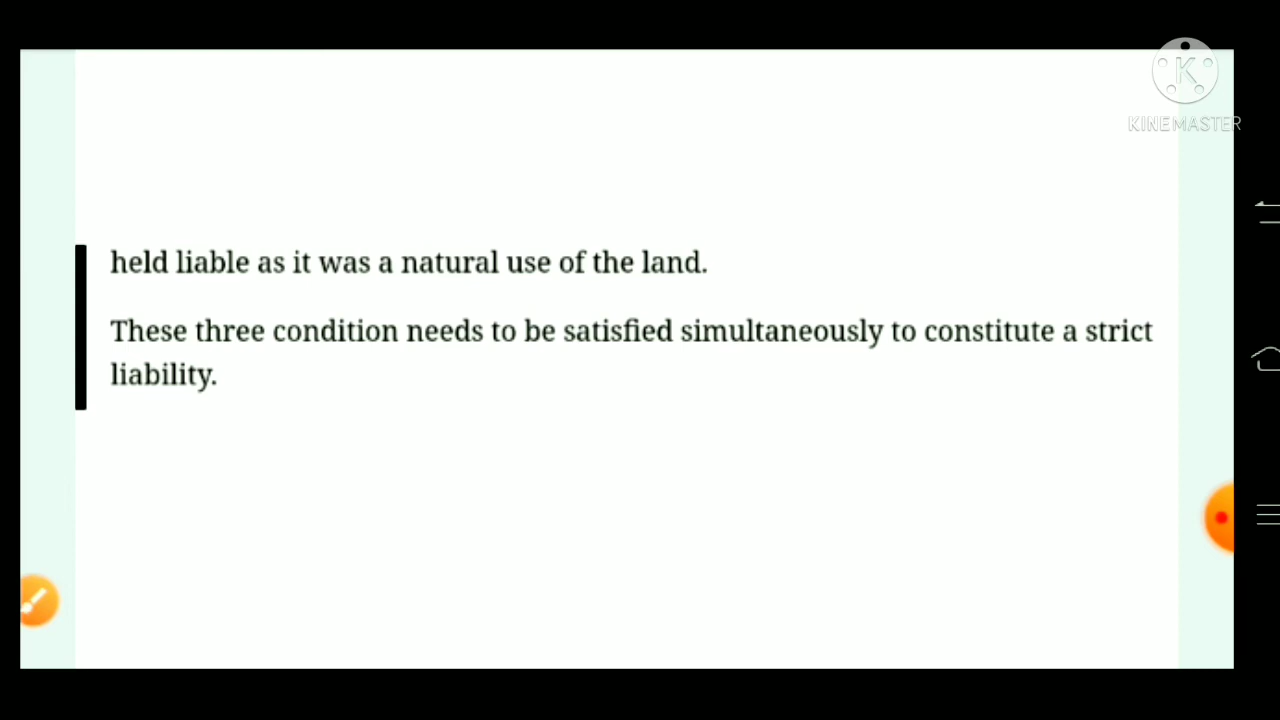 KINEMASTER
held liable as it was a natural use of the land.
These three condition needs to be satisfied simultaneously to constitute a strict
liability.